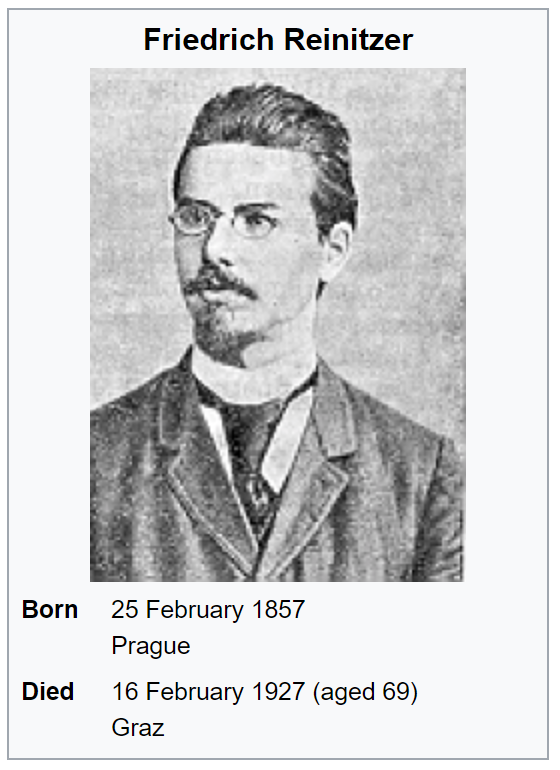 Friedrich Reinitzer
Born 25 February 1857
Prague
Died 16 February 1927 (aged 69)
Graz